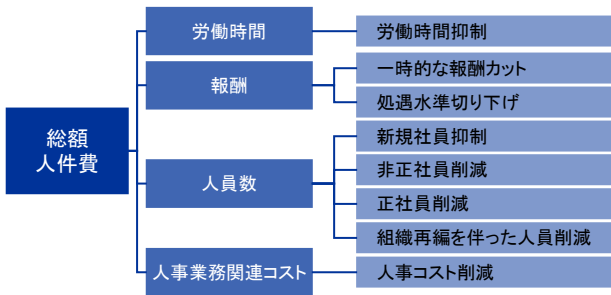 総額
人件費
労働時間
労働時間抑制
報酬
一時的な報酬カット
処遇水準切り下げ
人員数
新規社員抑制
非正社員削減
正社員削減
組織再編を伴った人員削減
人事業務関連コスト
人事コスト削減